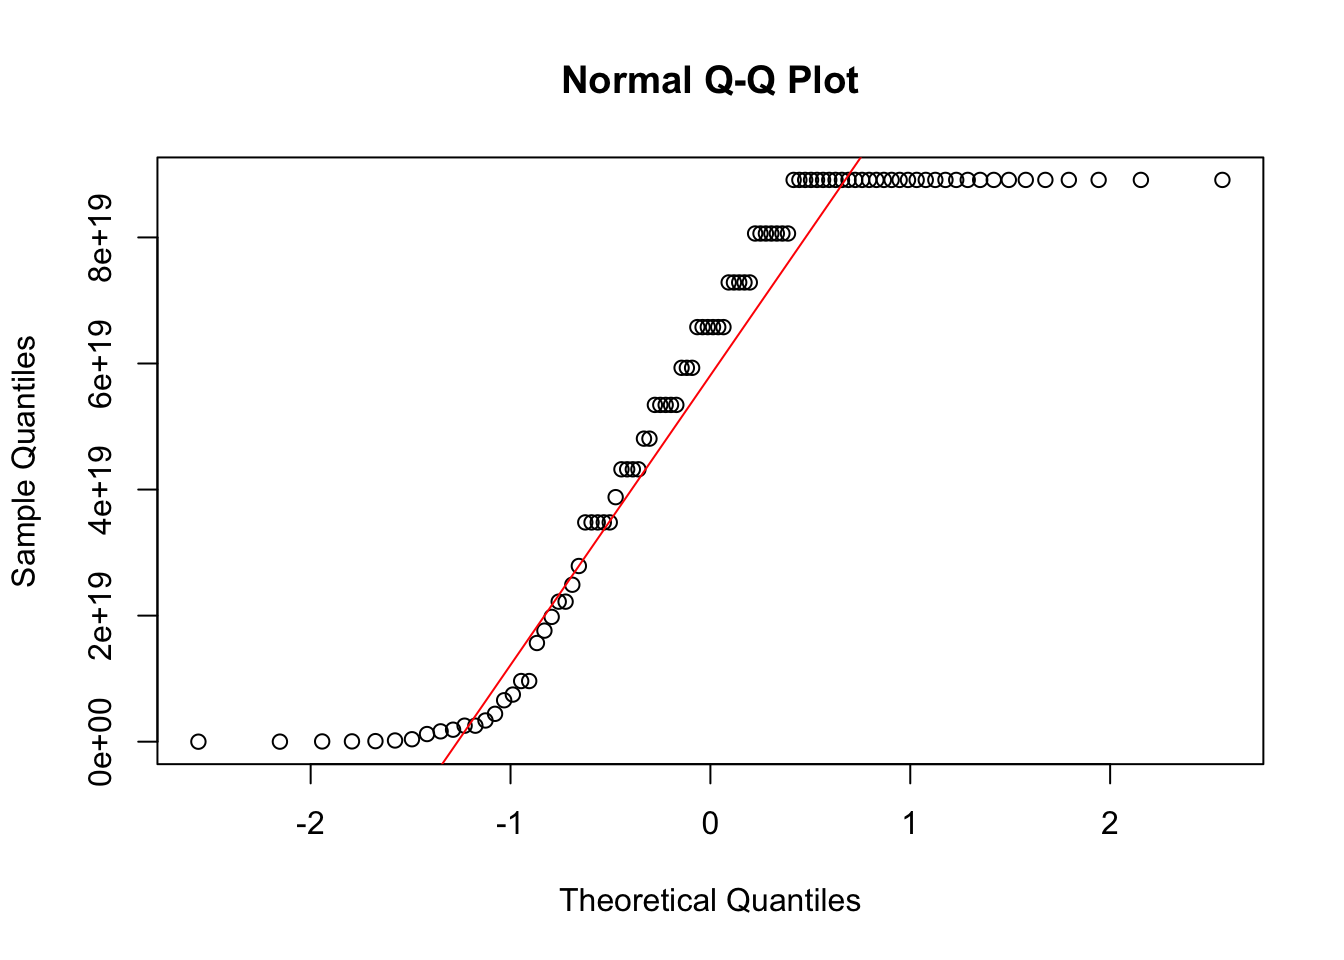 Normal Q-Q Plot
Sample Quantiles
8e+19
6e+19
4e+19
2e+19
0e+00
-2 -1 0 1 2
Theoretical Quantiles